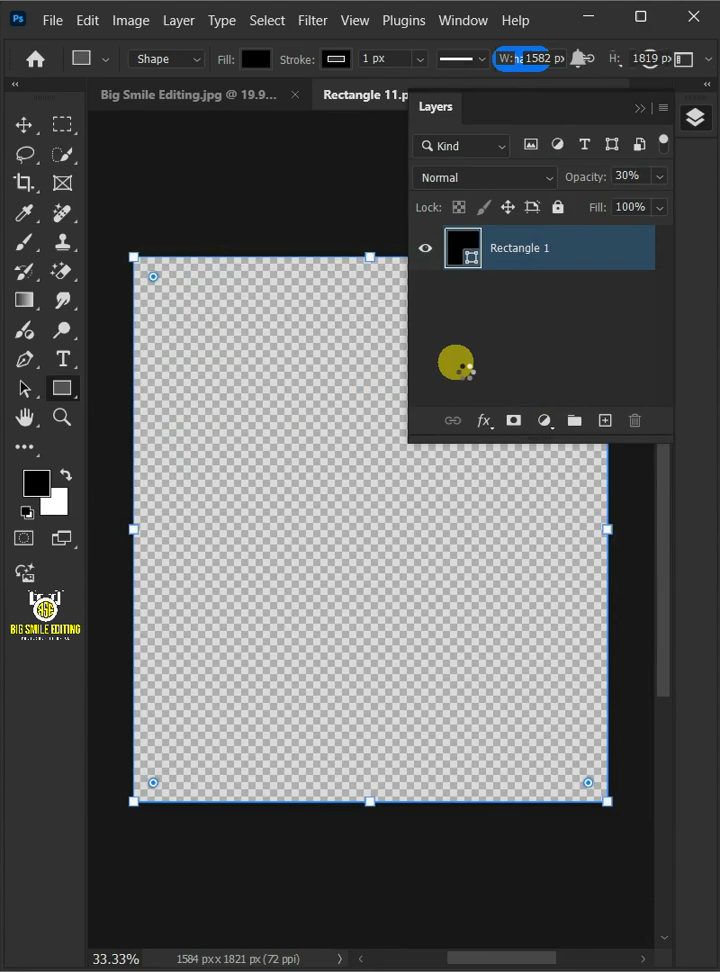 Ps File Edit Image Layer Type Select Filter View Plugins Window Help
Shape Fill: Stroke: 1 px W: 1582 px H: 1819 px
Big Smile Editing.jpg @ 19.9... Rectangle 11.p
Layers
Kind
Normal Opacity: 30%
Lock: Fill: 100%
Rectangle 1
fx
BIG SMILE EDITING
33.33% 1584 px x 1821 px (72 ppi)